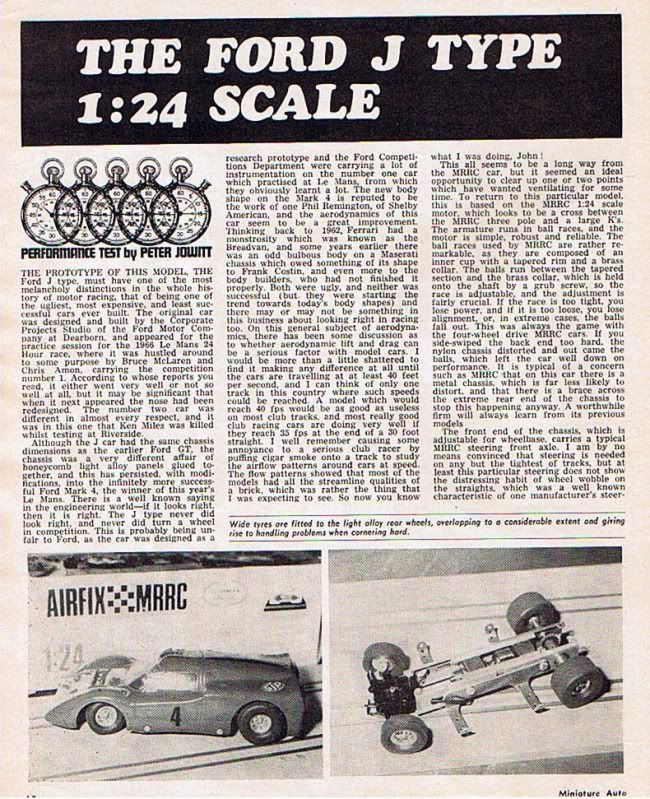 THE FORD J TYPE
1:24 SCALE
PERFORMANCE TEST by PETER JOWITT
THE PROTOTYPE OF THIS MODEL, THE
Ford J type, must have one of the most
melancholy distinctions in the whole his-
tory of motor racing, that of being one of
the ugliest, most expensive, and least suc-
cessful cars ever built. The original car
was designed and built by the Corporate
Projects Studio of the Ford Motor Com-
pany at Dearborn, and appeared for the
practice session for the 1966 Le Mans 24
Hour race, where it was hustled around
to some purpose by Bruce McLaren and
Chris Amon, carrying the competition
number 1. According to whose reports you
read, it either went very well or not so
well at all, but it may be significant that
when it next appeared the nose had been
redesigned. The number two car was
different in almost every respect, and it
was in this one that Ken Miles was killed
whilst testing at Riverside.
Although the J car had the same chassis
dimensions as the earlier Ford GT, the
chassis was a very different affair of
honeycomb light alloy panels glued to-
gether, and this has persisted, with modi-
fications, into the infinitely more success-
ful Ford Mark 4, the winner of this year's
Le Mans. There is a well known saying
in the engineering world—if it looks right,
then it is right. The J type never did
look right, and never did turn a wheel
in competition. This is probably being un-
fair to Ford, as the car was designed as a
research prototype and the Ford Competi-
tions Department were carrying a lot of
instrumentation on the number one car
which practised at Le Mans, from which
they obviously learnt a lot. The new body
shape on the Mark 4 is reputed to be
the work of one Phil Remington, of Shelby
American, and the aerodynamics of this
car seem to be a great improvement.
Thinking back to 1962, Ferrari had a
monstrosity which was known as the
Breadvan, and some years earlier there
was an odd bulbous body on a Maserati
chassis which owed something of its shape
to Frank Costin, and even more to the
body builders, who had not finished it
properly. Both were ugly, and neither was
successful (but they were starting the
trend towards today's body shapes) and
there may or may not be something in
this business about looking right in racing
too. On this general subject of aerodyna-
mics, there has been some discussion as
to whether aerodynamic lift and drag can
be a serious factor with model cars. I
would be more than a little shattered to
find it making any difference at all until
the cars are travelling at at least 40 feet
per second, and I can think of only one
track in this country where such speeds
could be reached. A model which would
reach 40 fps would be as good as useless
on most club tracks, and most really good
club racing cars are doing very well if
they reach 35 fps at the end of a 30 foot
straight. I well remember causing some
annoyance to a serious club racer by
puffing cigar smoke onto a track to study
the airflow patterns around cars at speed.
The flow patterns showed that most of the
models had all the streamline qualities of
a brick, which was rather the thing that
I was expecting to see. So now you know
what I was doing, John!
This all seems to be a long way from
the MRRC car, but it seemed an ideal
opportunity to clear up one or two points
which have wanted ventilating for some
time. To return to this particular model,
this is based on the MRRC 1:24 scale
motor, which looks to be a cross between
the MRRC three pole and a large K's.
The armature runs in ball races, and the
motor is simple, robust and reliable. The
ball races used by MRRC are rather re-
markable, as they are composed of an
inner cup with a tapered rim and a brass
collar. The balls run between the tapered
section and the brass collar, which is held
onto the shaft by a grub screw, so the
race is adjustable, and the adjustment is
fairly crucial. If the race is too tight, you
lose power, and if it is too loose, you lose
alignment, or, in extreme cases, the balls
fall out. This was always the game with
the four-wheel drive MRRC cars. If you
side-swiped the back end too hard, the
nylon chassis distorted and out came the
balls, which left the car well down on
performance. It is typical of a concern
such as MRRC that on this car there is a
metal chassis, which is far less likely to
distort, and that there is a brace across
the extreme rear end of the chassis to
stop this happening anyway. A worthwhile
firm will always learn from its previous
models
The front end of the chassis, which is
adjustable for wheelbase, carries a typical
MRRC steering front axle. I am by no
means convinced that steering is needed
on any but the tightest of tracks, but at
least this particular steering does not show
the distressing habit of wheel wobble on
the straights, which was a well known
characteristic of one manufacturer's steer-
Wide tyres are fitted to the light alloy rear wheels, overlapping to a considerable extent and giving
rise to handling problems when cornering hard.
AIRFIX MRRC
1:24
4
STP
Miniature Auto